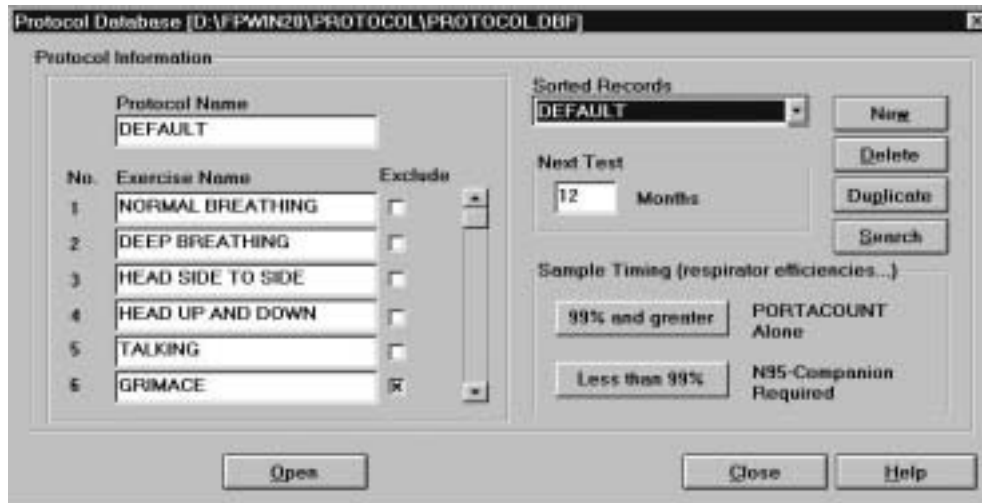 Protocol Database [D:\FPWIN20\PROTOCOL\PROTOCOL.DBF]
Protocol Information
Protocol Name
DEFAULT
No. Exercise Name Exclude
1 NORMAL BREATHING
2 DEEP BREATHING
3 HEAD SIDE TO SIDE
4 HEAD UP AND DOWN
5 TALKING
6 GRIMACE
Sorted Records
DEFAULT
Next Test
12 Months
New
Delete
Duplicate
Search
Sample Timing (respirator efficiencies...)
99% and greater
PORTACOUNT
Alone
Less than 99%
N95-Companion
Required
Open
Close
Help